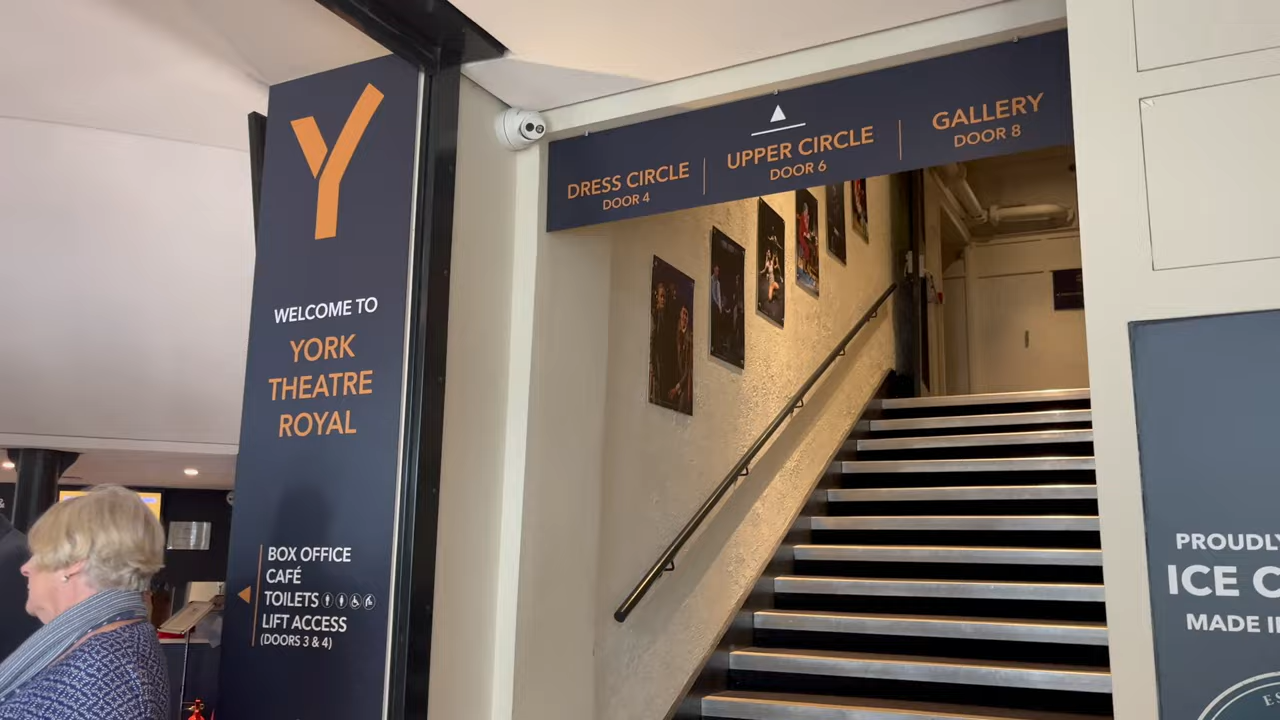 Y
WELCOME TO
YORK
THEATRE
ROYAL
BOX OFFICE
CAFÉ
TOILETS
LIFT ACCESS
(DOORS 3 & 4)
DRESS CIRCLE
DOOR 4
UPPER CIRCLE
DOOR 6
GALLERY
DOOR 8
PROUDLY
ICE C
MADE I
ES